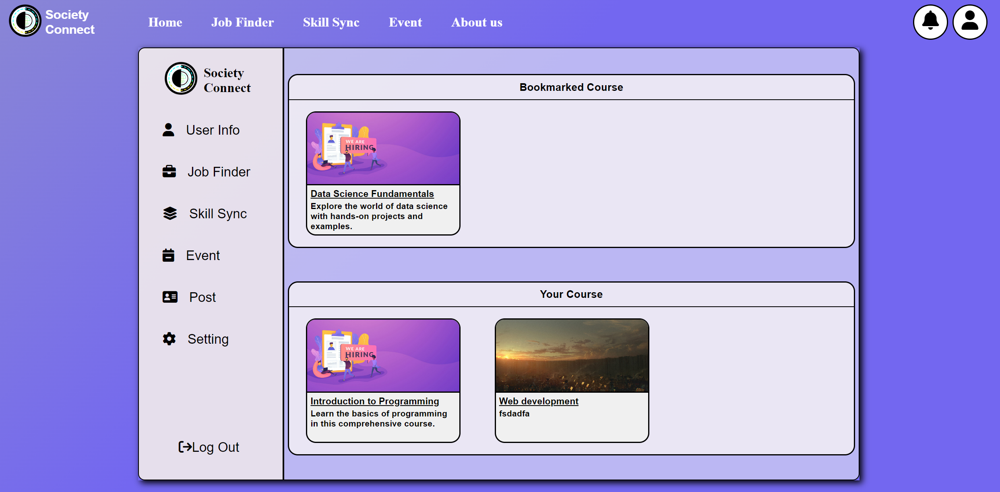 Society
Connect
Home
Job Finder
Skill Sync
Event
About us
Society
Connect
User Info
Job Finder
Skill Sync
Event
Post
Setting
Log Out
Bookmarked Course
WE ARE
HIRING
Data Science Fundamentals
Explore the world of data science
with hands-on projects and
examples.
Your Course
WE ARE
HIRING
Introduction to Programming
Learn the basics of programming
in this comprehensive course.
Web development
fsdadfa